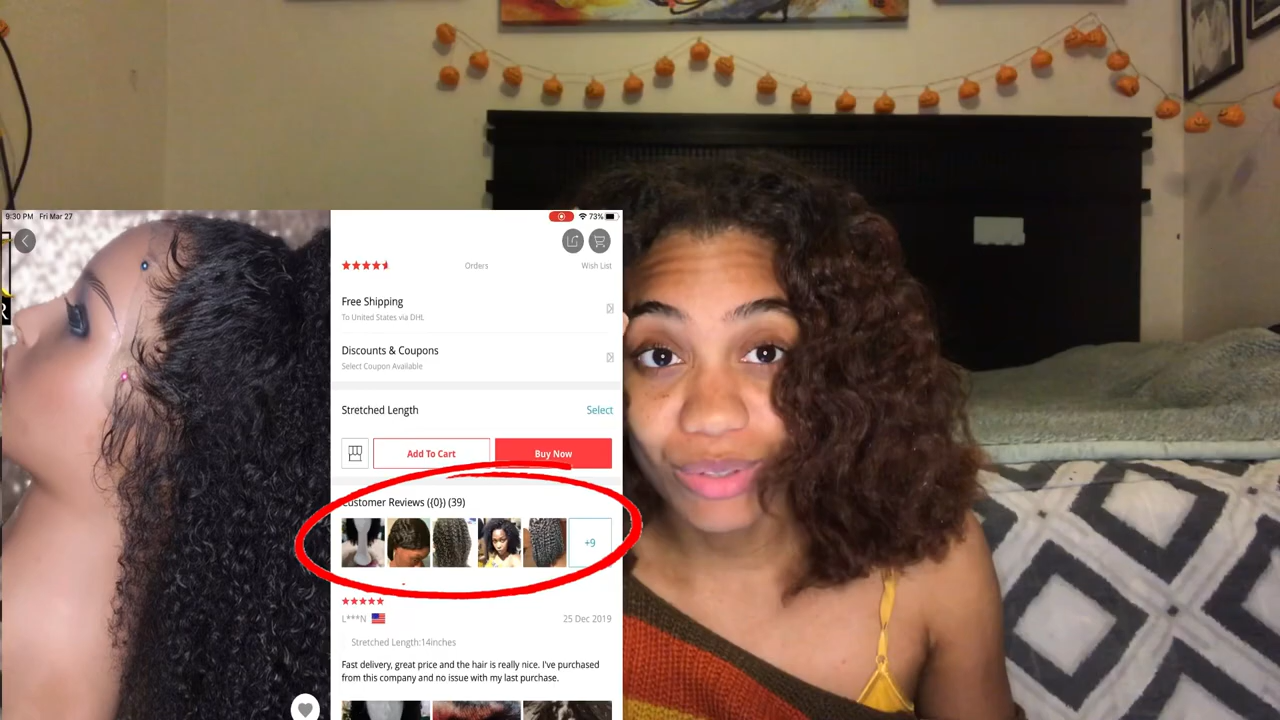 9:30 PM Fri Mar 27
73%
R
Orders
Wish List
Free Shipping
To United States via DHL
Discounts & Coupons
Select Coupon Available
Stretched Length
Select
Add To Cart
Buy Now
Customer Reviews ({0}) (39)
+9
L***N
25 Dec 2019
Stretched Length:14inches
Fast delivery, great price and the hair is really nice. I've purchased
from this company and no issue with my last purchase.